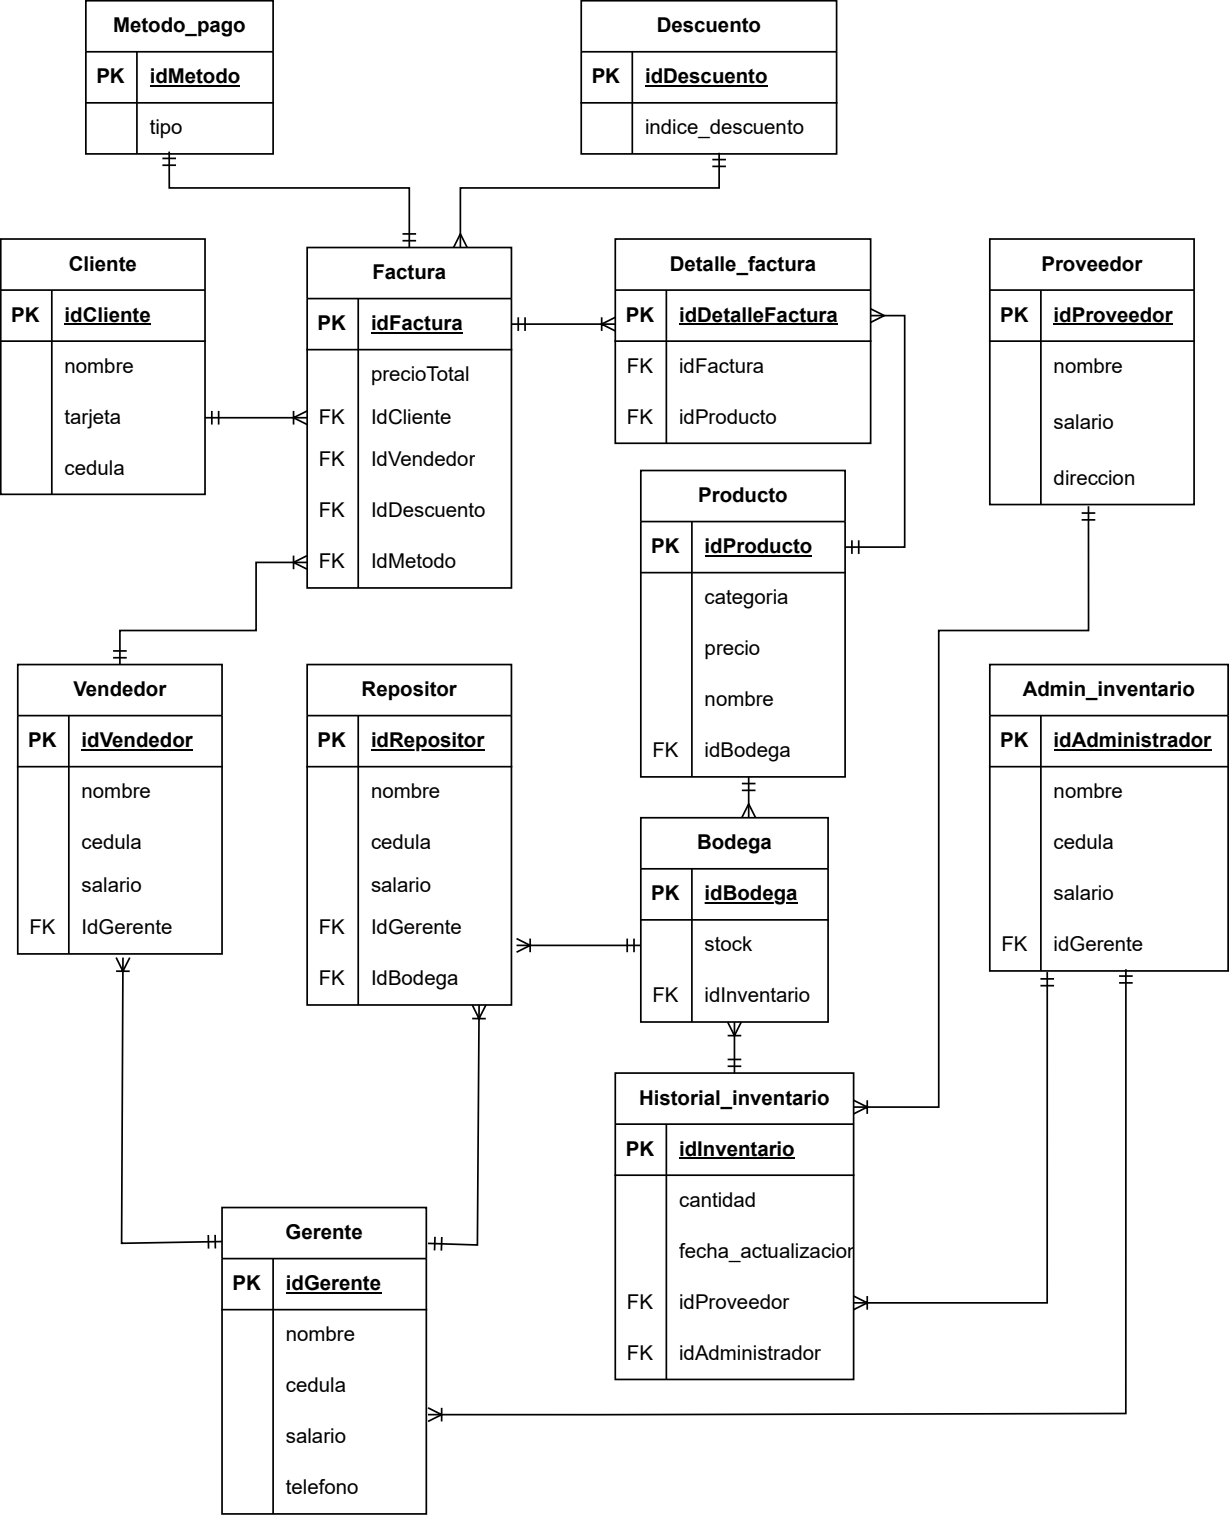 Metodo_pago
PK idMetodo
tipo
Descuento
PK idDescuento
indice_descuento
Cliente
PK idCliente
nombre
tarjeta
cedula
Factura
PK idFactura
precioTotal
FK IdCliente
FK IdVendedor
FK IdDescuento
FK IdMetodo
Detalle_factura
PK idDetalleFactura
FK idFactura
FK idProducto
Proveedor
PK idProveedor
nombre
salario
direccion
Producto
PK idProducto
categoria
precio
nombre
FK idBodega
Vendedor
PK idVendedor
nombre
cedula
salario
FK IdGerente
Repositor
PK idRepositor
nombre
cedula
salario
FK IdGerente
FK IdBodega
Admin_inventario
PK idAdministrador
nombre
cedula
salario
FK idGerente
Bodega
PK idBodega
stock
FK idInventario
Historial_inventario
PK idInventario
cantidad
fecha_actualizacion
FK idProveedor
FK idAdministrador
Gerente
PK idGerente
nombre
cedula
salario
telefono